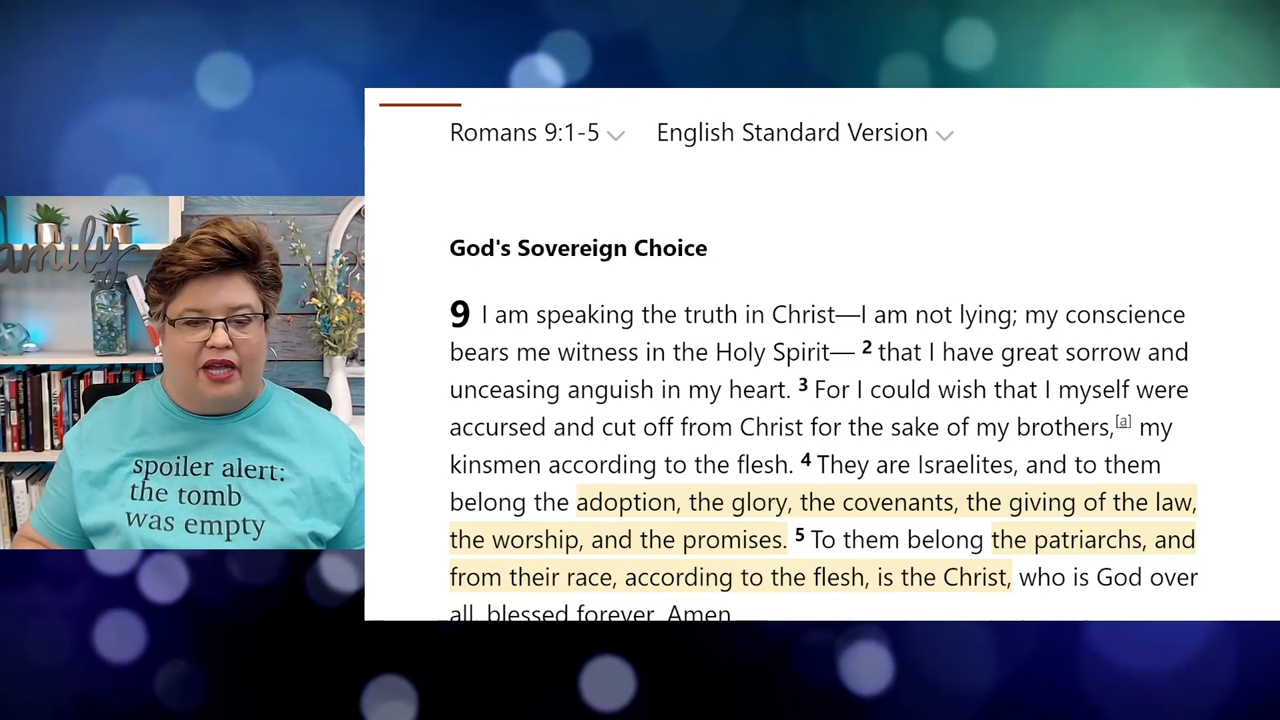 Romans 9:1-5 English Standard Version
God's Sovereign Choice
9 I am speaking the truth in Christ—I am not lying; my conscience
bears me witness in the Holy Spirit— 2 that I have great sorrow and
unceasing anguish in my heart. 3 For I could wish that I myself were
accursed and cut off from Christ for the sake of my brothers,[a] my
kinsmen according to the flesh. 4 They are Israelites, and to them
belong the adoption, the glory, the covenants, the giving of the law,
the worship, and the promises. 5 To them belong the patriarchs, and
from their race, according to the flesh, is the Christ, who is God over
all, blessed forever. Amen.
family
spoiler alert:
the tomb
was empty